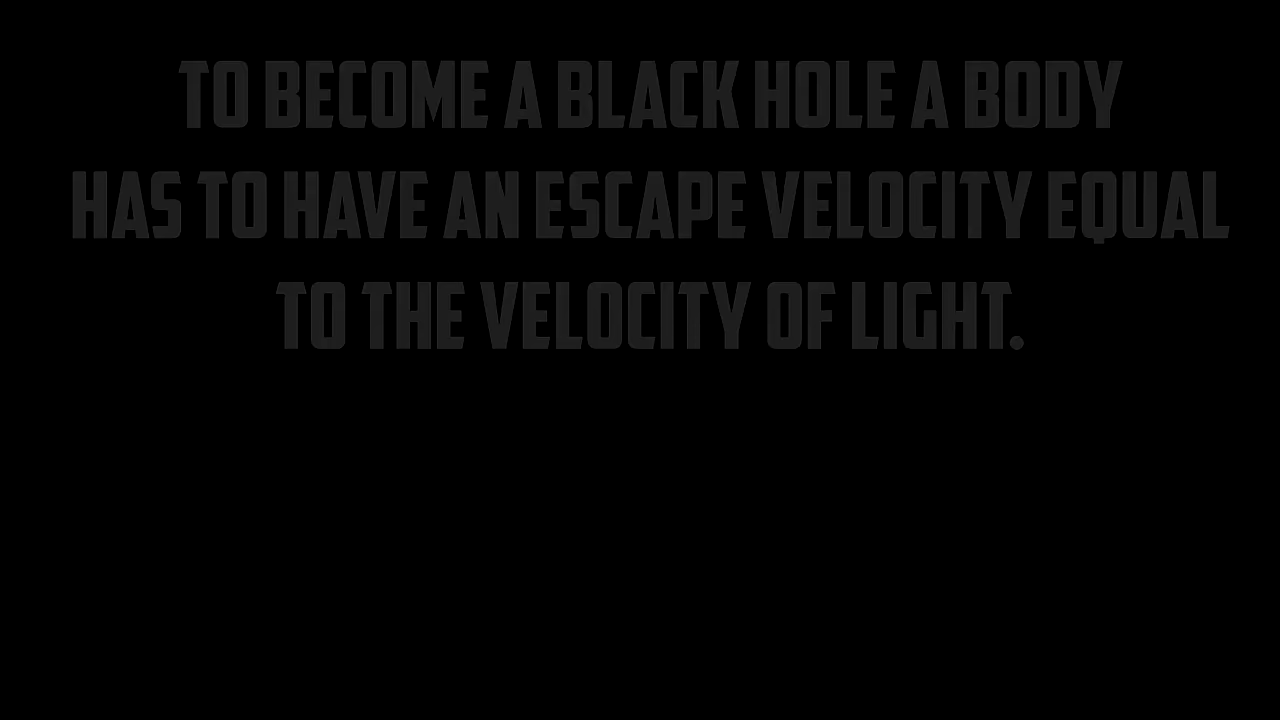 TO BECOME A BLACK HOLE A BODY
HAS TO HAVE AN ESCAPE VELOCITY EQUAL
TO THE VELOCITY OF LIGHT.